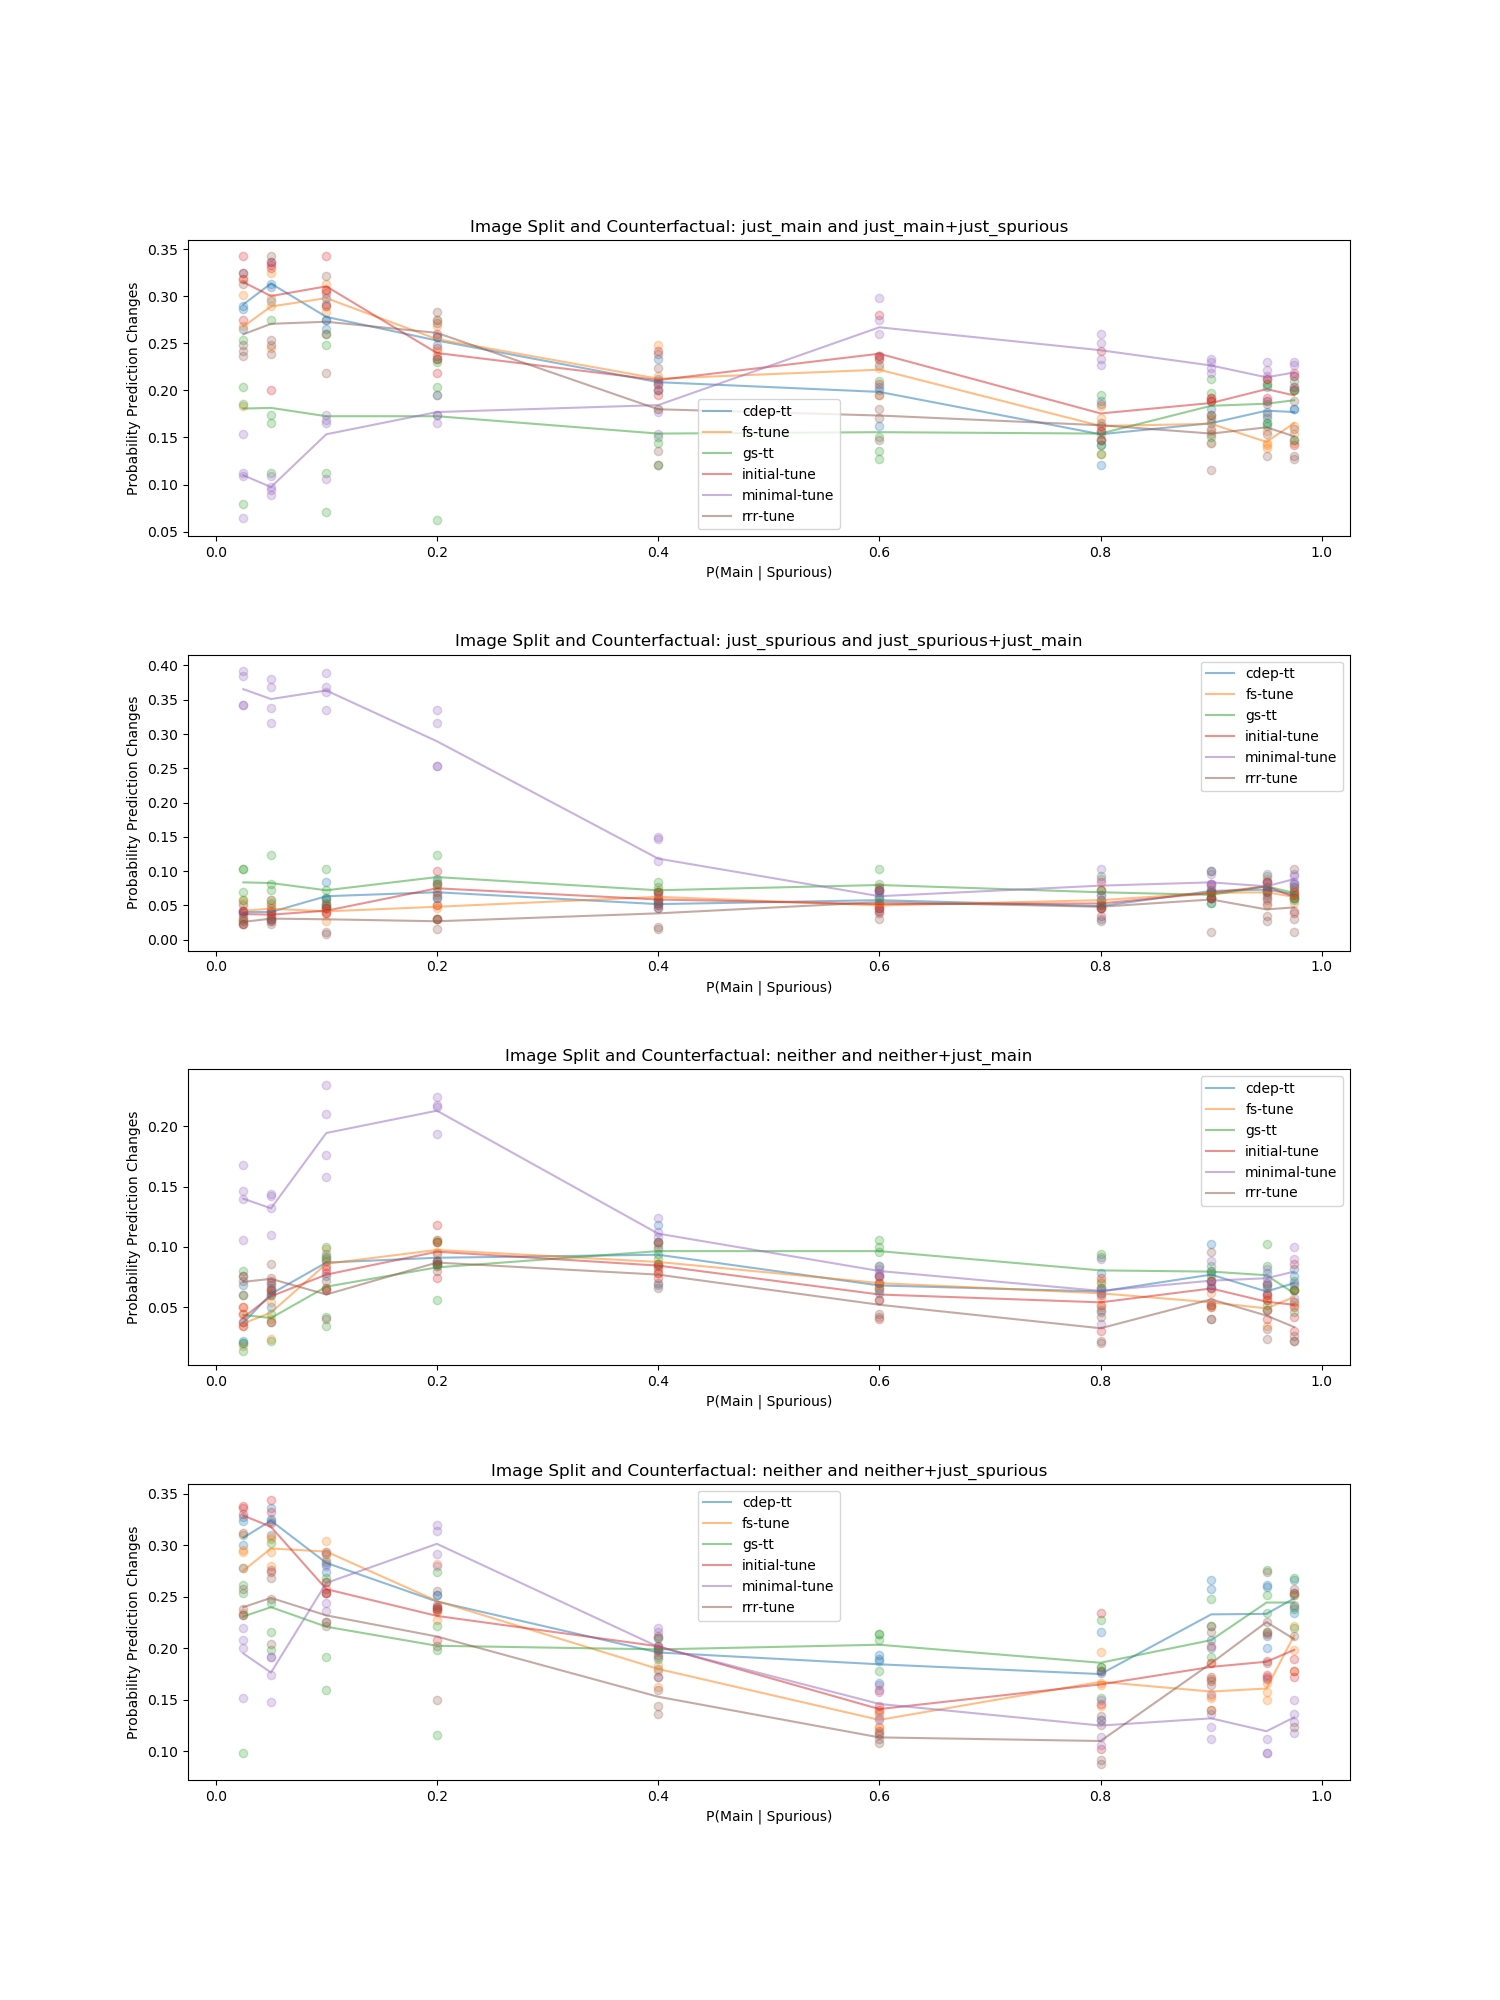 Image Split and Counterfactual: just_main and just_main+just_spurious
Probability Prediction Changes
0.35
0.30
0.25
0.20
0.15
0.10
0.05
cdep-tt
fs-tune
gs-tt
initial-tune
minimal-tune
rrr-tune
0.0 0.2 0.4 0.6 0.8 1.0
P(Main | Spurious)
Image Split and Counterfactual: just_spurious and just_spurious+just_main
Probability Prediction Changes
0.40
0.35
0.30
0.25
0.20
0.15
0.10
0.05
0.00
cdep-tt
fs-tune
gs-tt
initial-tune
minimal-tune
rrr-tune
0.0 0.2 0.4 0.6 0.8 1.0
P(Main | Spurious)
Image Split and Counterfactual: neither and neither+just_main
Probability Prediction Changes
0.20
0.15
0.10
0.05
cdep-tt
fs-tune
gs-tt
initial-tune
minimal-tune
rrr-tune
0.0 0.2 0.4 0.6 0.8 1.0
P(Main | Spurious)
Image Split and Counterfactual: neither and neither+just_spurious
Probability Prediction Changes
0.35
0.30
0.25
0.20
0.15
0.10
cdep-tt
fs-tune
gs-tt
initial-tune
minimal-tune
rrr-tune
0.0 0.2 0.4 0.6 0.8 1.0
P(Main | Spurious)